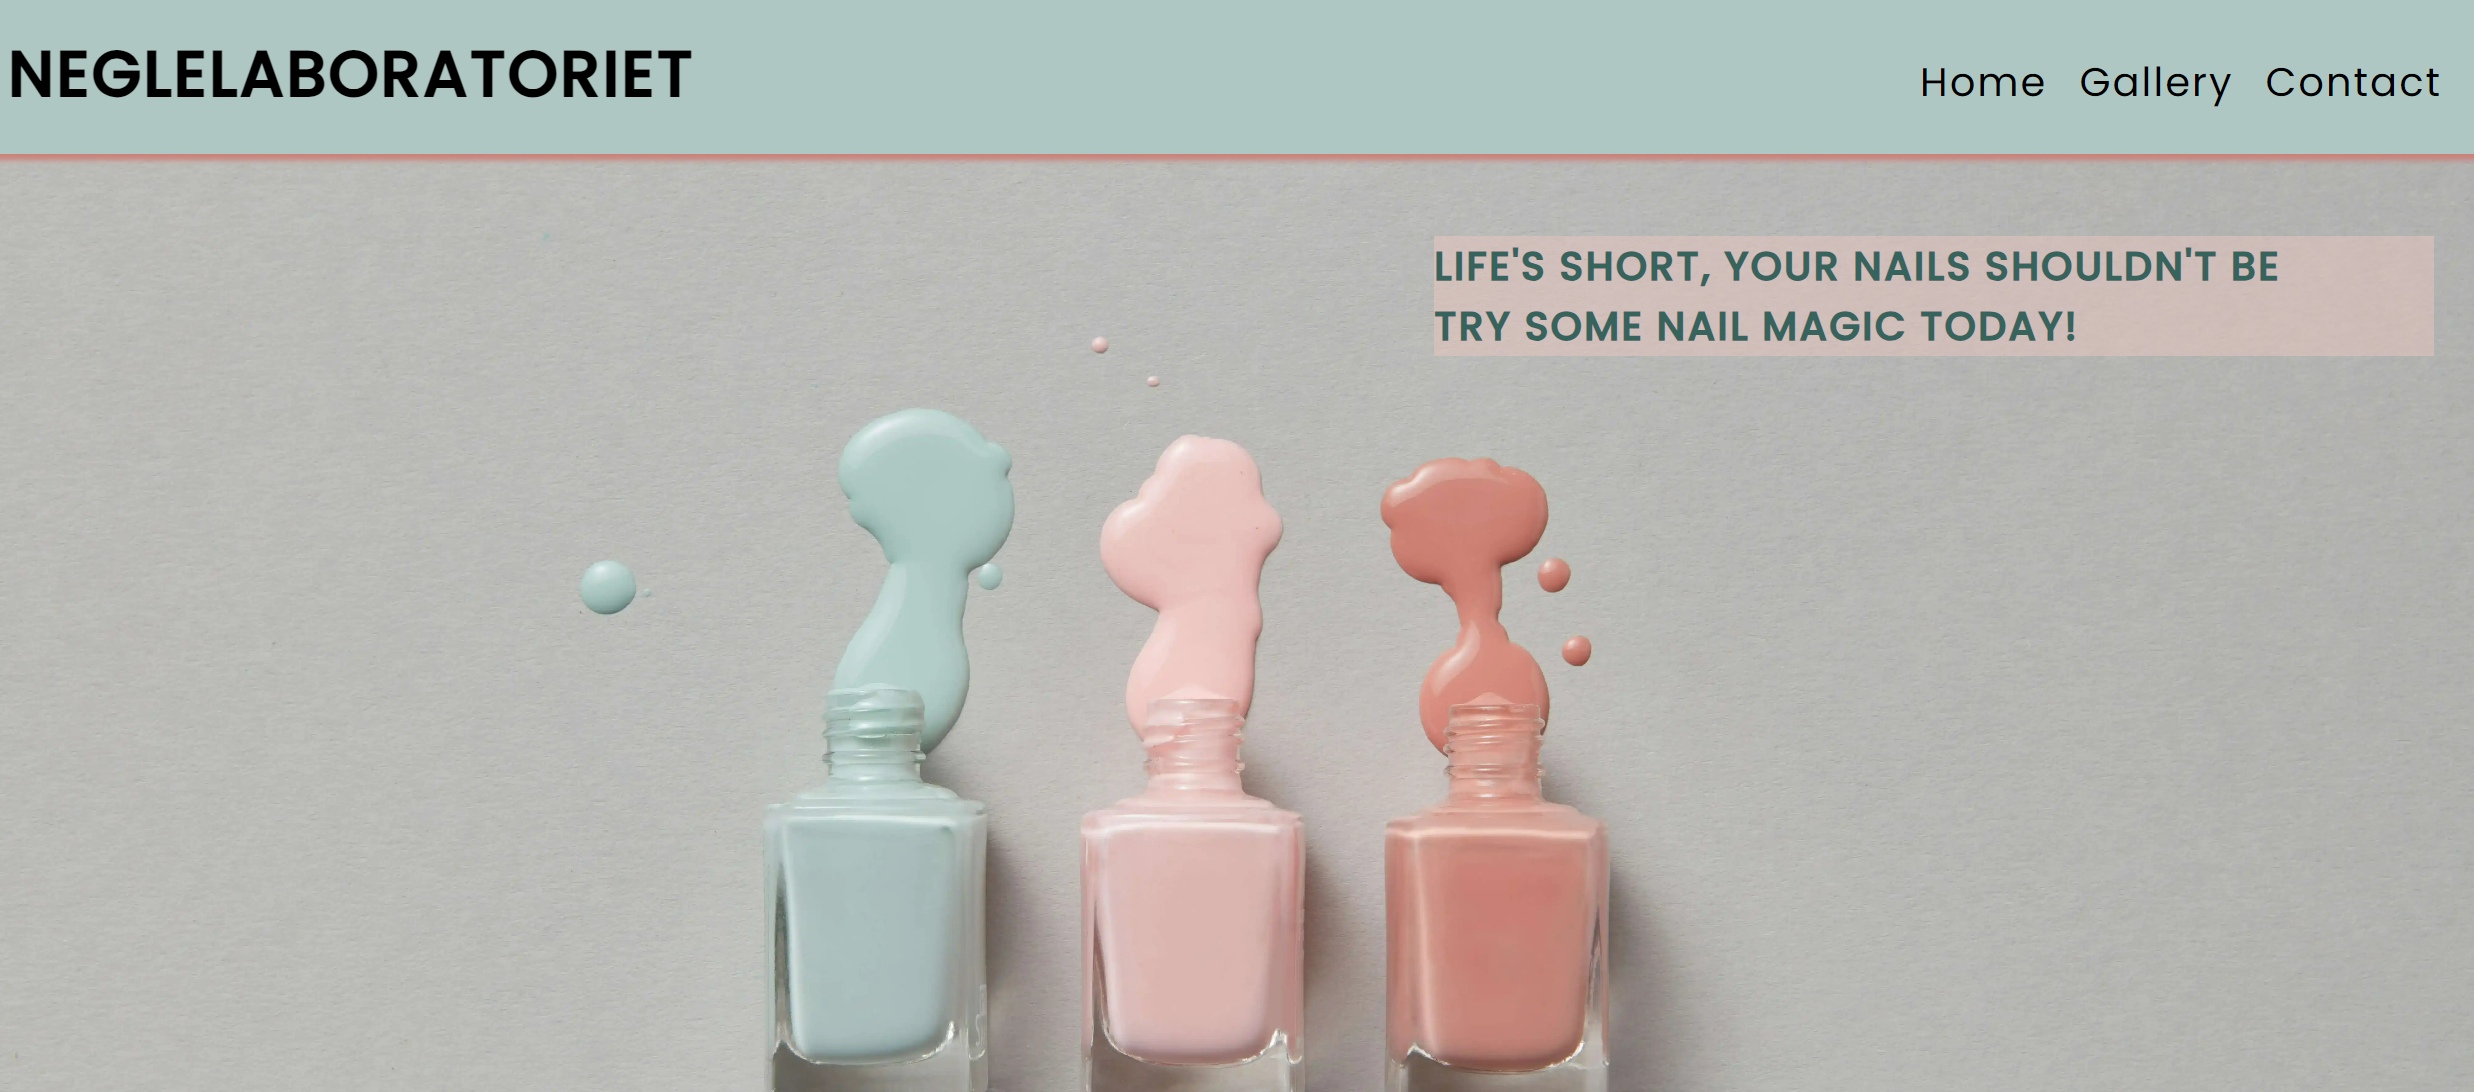 NEGLELABORATORIET
Home Gallery Contact
LIFE'S SHORT, YOUR NAILS SHOULDN'T BE
TRY SOME NAIL MAGIC TODAY!